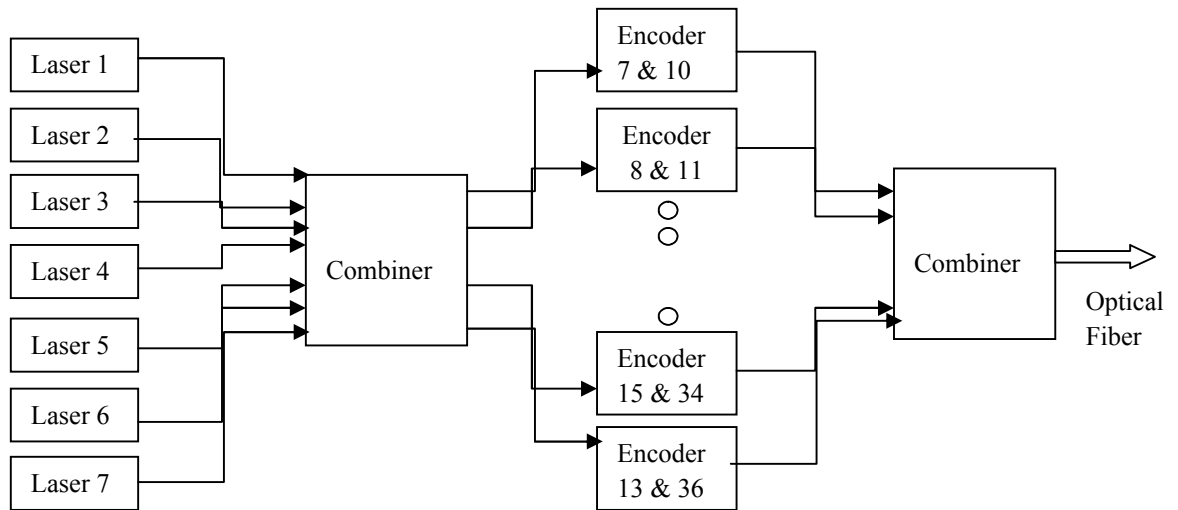 Laser 1
Laser 2
Laser 3
Laser 4
Laser 5
Laser 6
Laser 7
Combiner
Encoder
7 & 10
Encoder
8 & 11
Encoder
15 & 34
Encoder
13 & 36
Combiner
Optical
Fiber